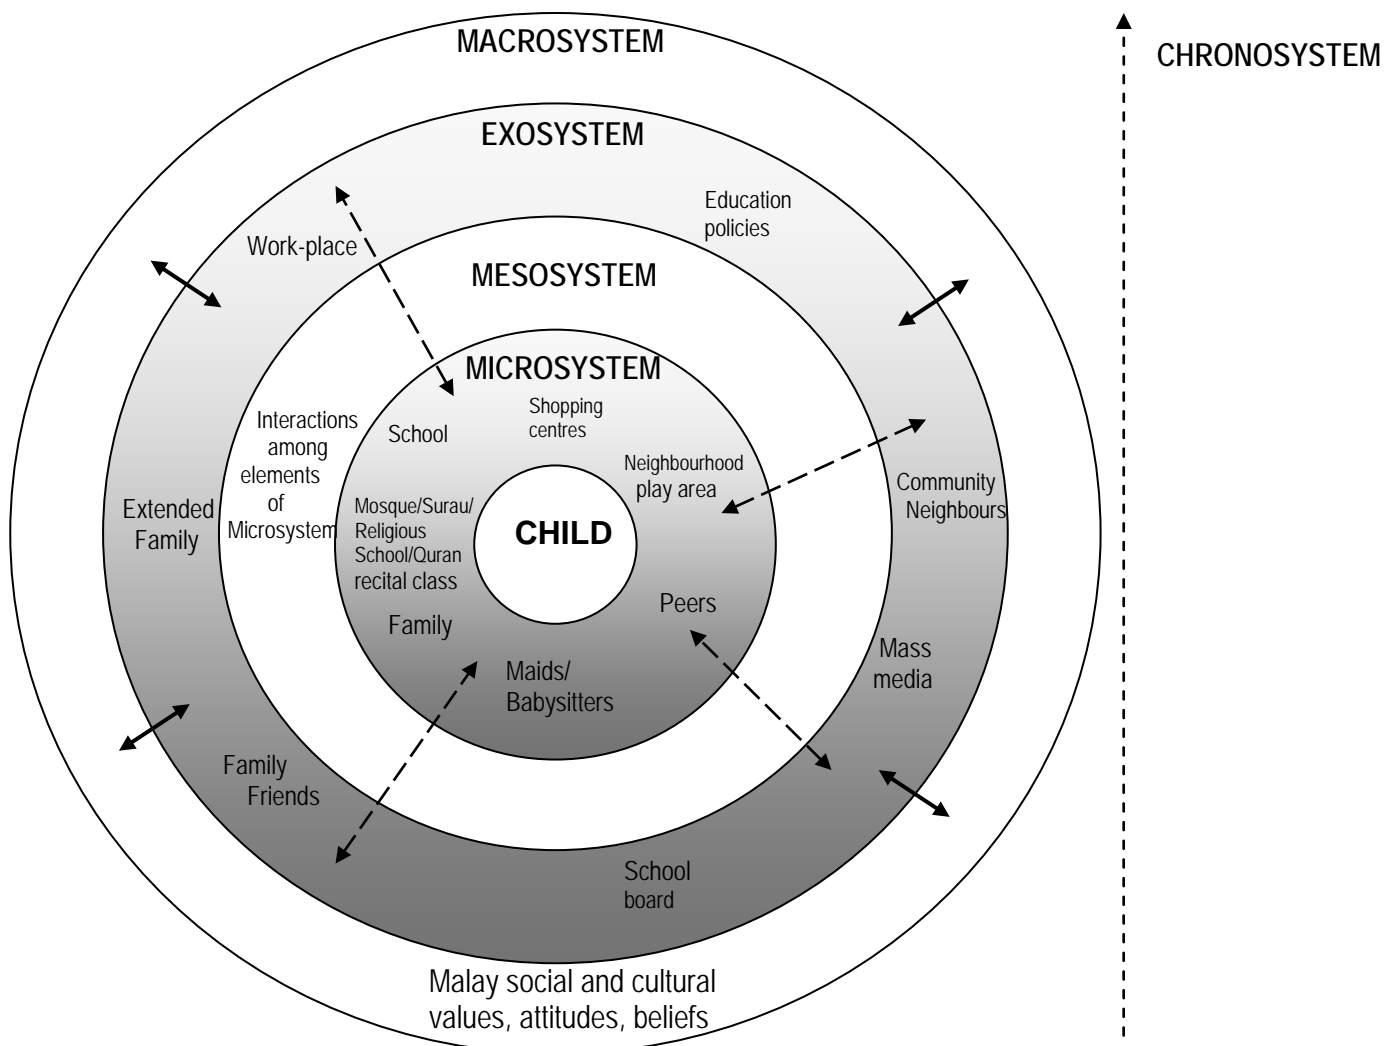 MACROSYSTEM
CHRONOSYSTEM
EXOSYSTEM
Education
policies
Work-place
MESOSYSTEM
MICROSYSTEM
Shopping
centres
School
Interactions
among
elements
of
Microsystem
Neighbourhood
play area
Community
Neighbours
Extended
Family
Mosque/Surau/
Religious
School/Quran
recital class
CHILD
Family
Peers
Maids/
Babysitters
Mass
media
Family
Friends
School
board
Malay social and cultural
values, attitudes, beliefs